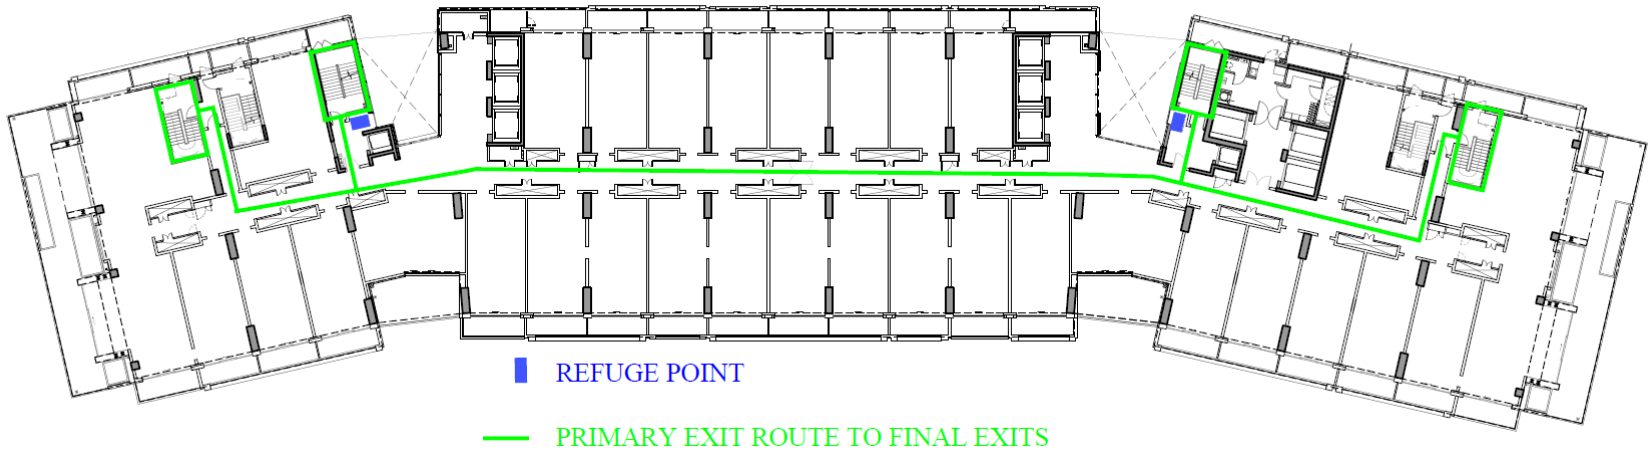 REFUGE POINT
PRIMARY EXIT ROUTE TO FINAL EXITS